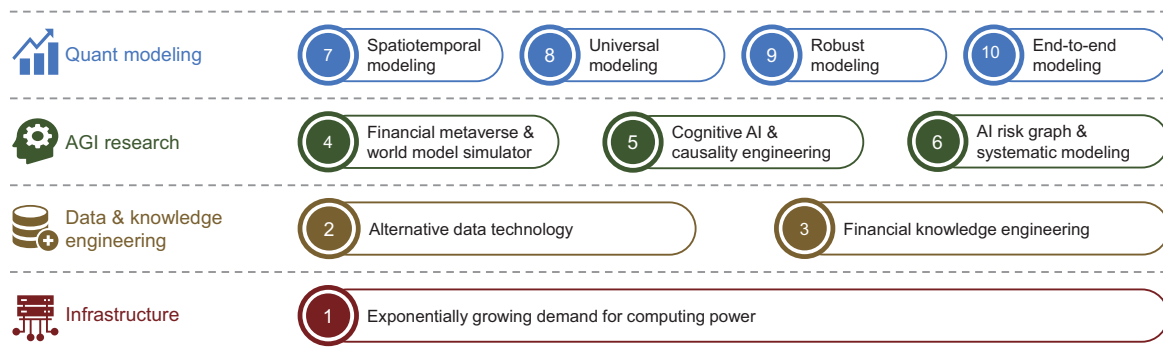 Quant modeling
7
Spatiotemporal
modeling
8
Universal
modeling
9
Robust
modeling
10
End-to-end
modeling
AGI research
4
Financial metaverse &
world model simulator
5
Cognitive AI &
causality engineering
6
AI risk graph &
systematic modeling
Data & knowledge
engineering
2
Alternative data technology
3
Financial knowledge engineering
Infrastructure
1
Exponentially growing demand for computing power